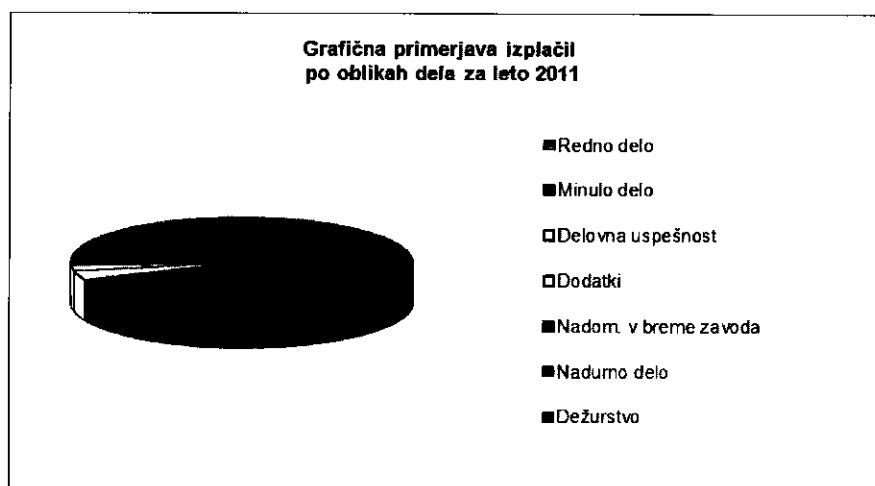 Grafična primerjava izplačil
po oblikah dela za leto 2011
Redno delo
Minulo delo
Delovna uspešnost
Dodatki
Nadom. v breme zavoda
Nadurno delo
Dežurstvo